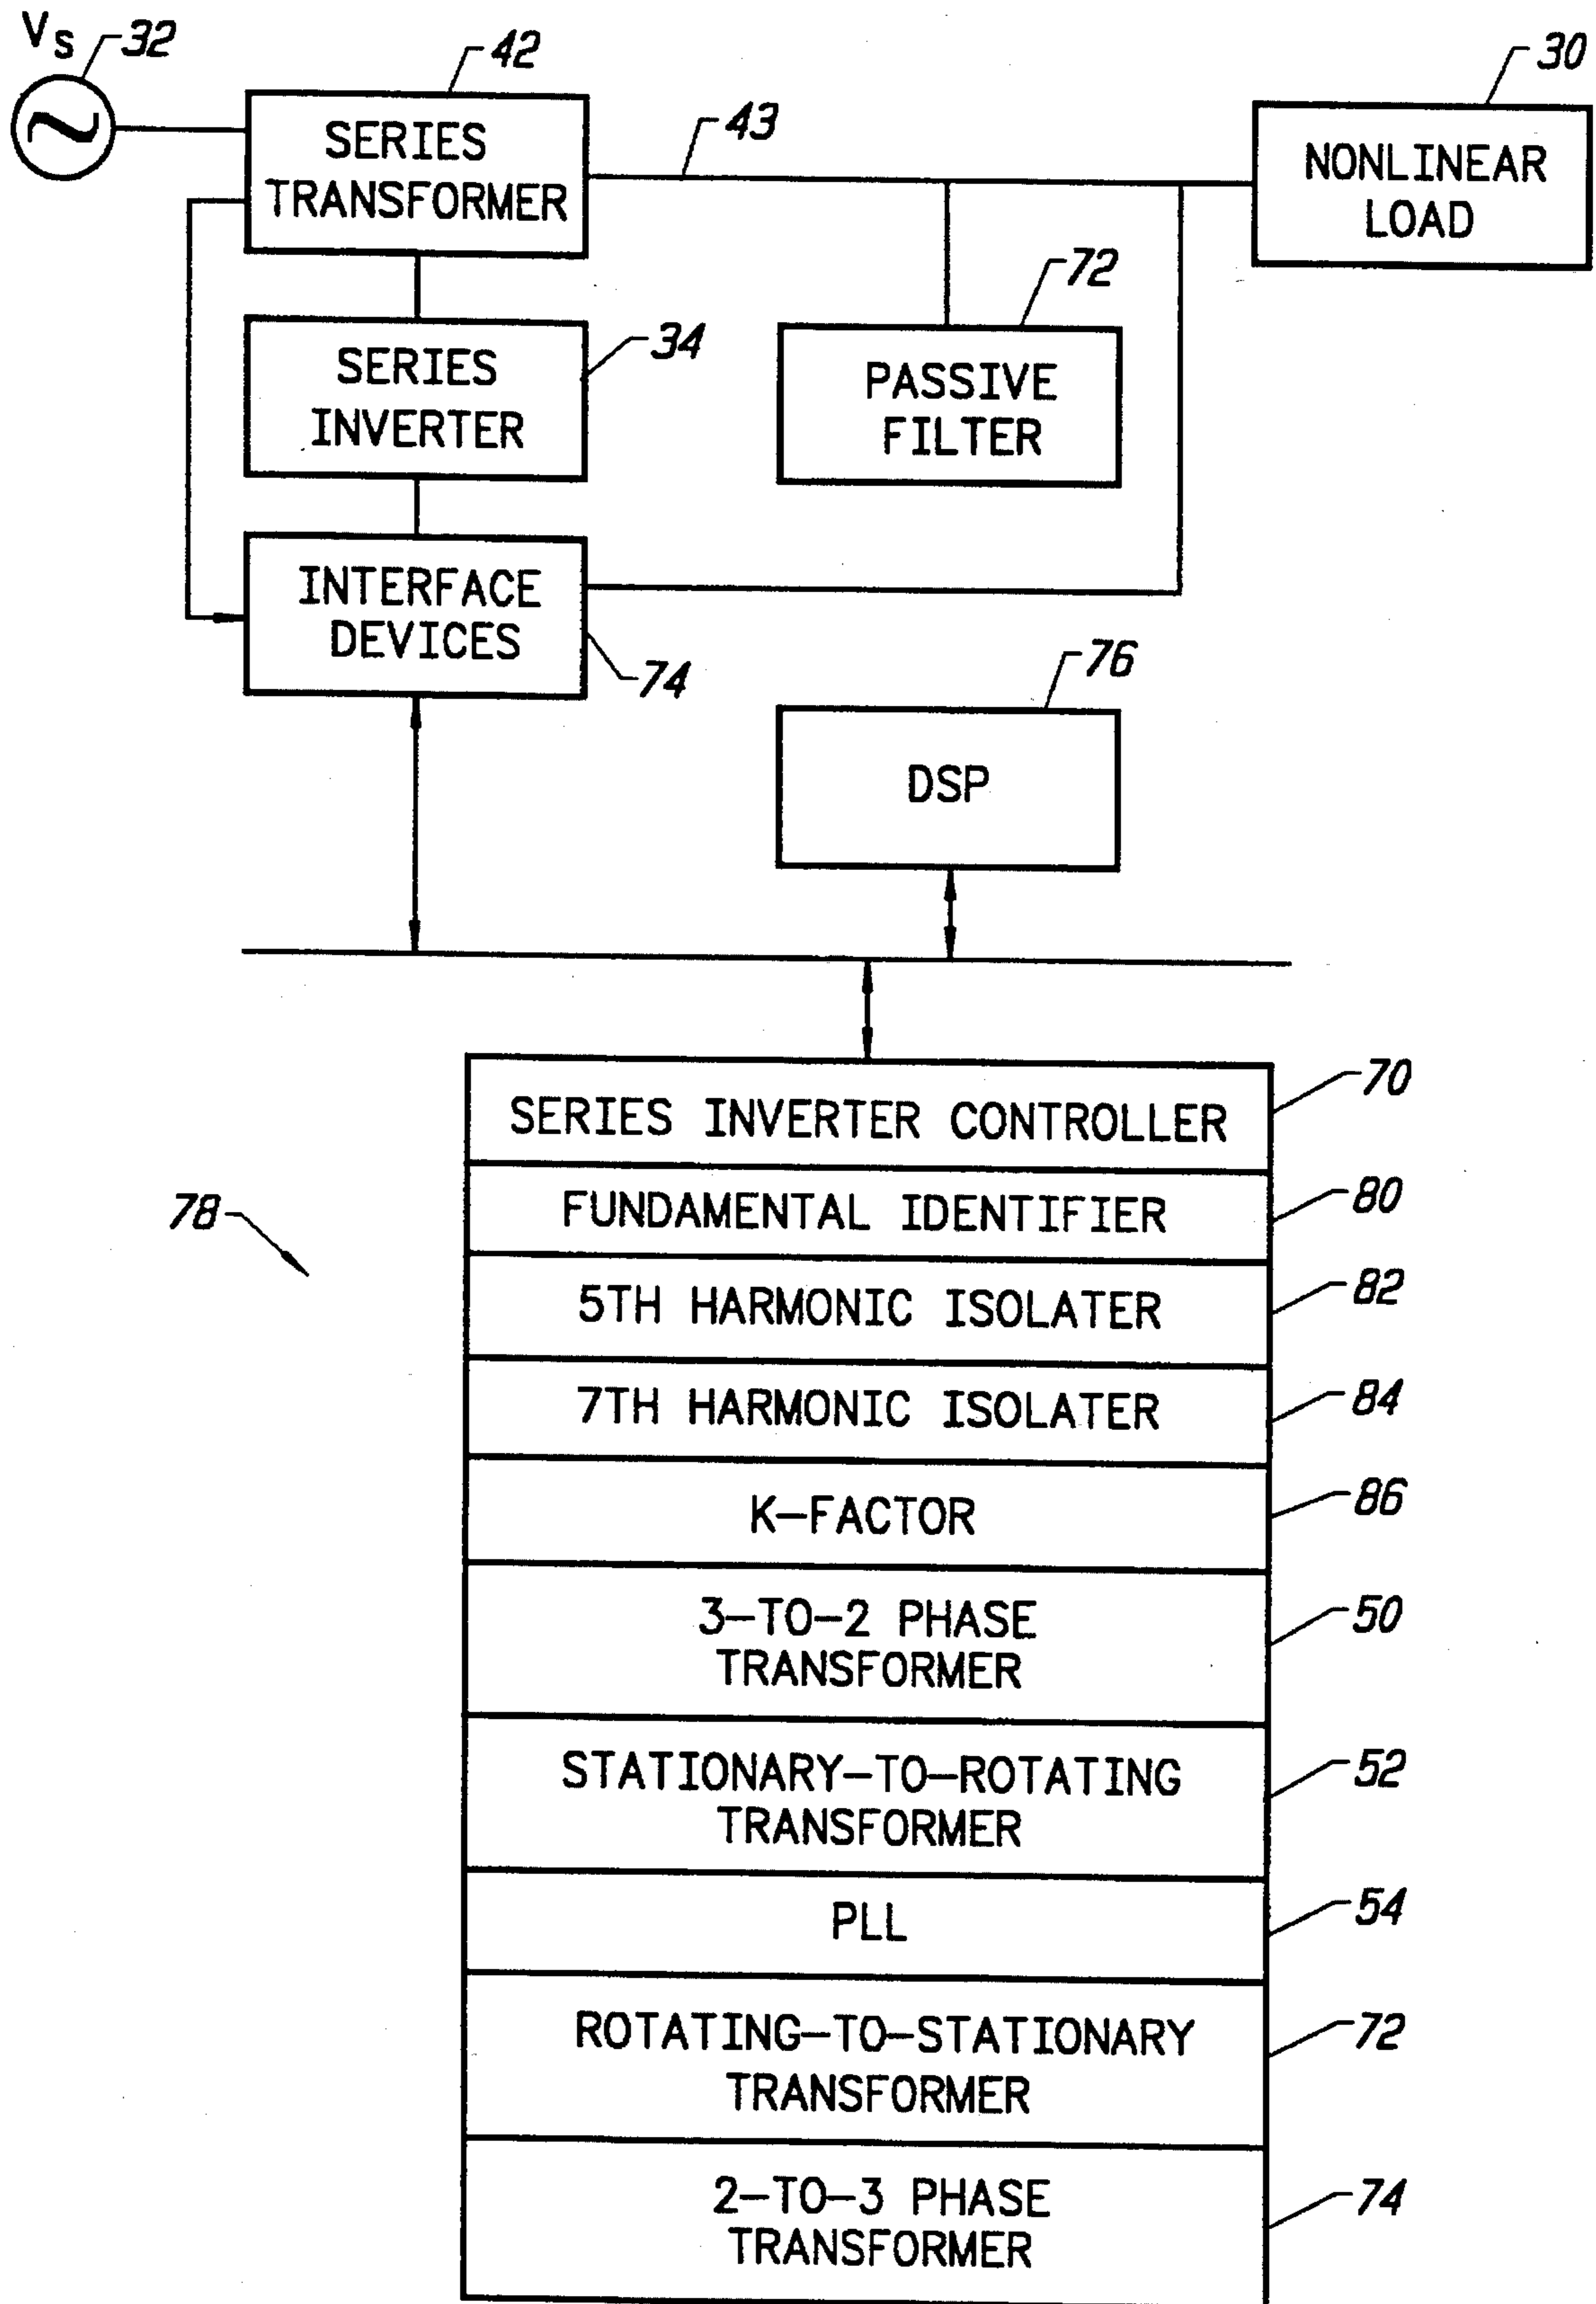 Vs 32
42
30
SERIES
TRANSFORMER
43
NONLINEAR
LOAD
72
SERIES
INVERTER
34
PASSIVE
FILTER
INTERFACE
DEVICES
74
76
DSP
78
SERIES INVERTER CONTROLLER 70
FUNDAMENTAL IDENTIFIER 80
5TH HARMONIC ISOLATER 82
7TH HARMONIC ISOLATER 84
K-FACTOR 86
3-TO-2 PHASE
TRANSFORMER
50
STATIONARY-TO-ROTATING
TRANSFORMER
52
PLL 54
ROTATING-TO-STATIONARY
TRANSFORMER
72
2-TO-3 PHASE
TRANSFORMER
74